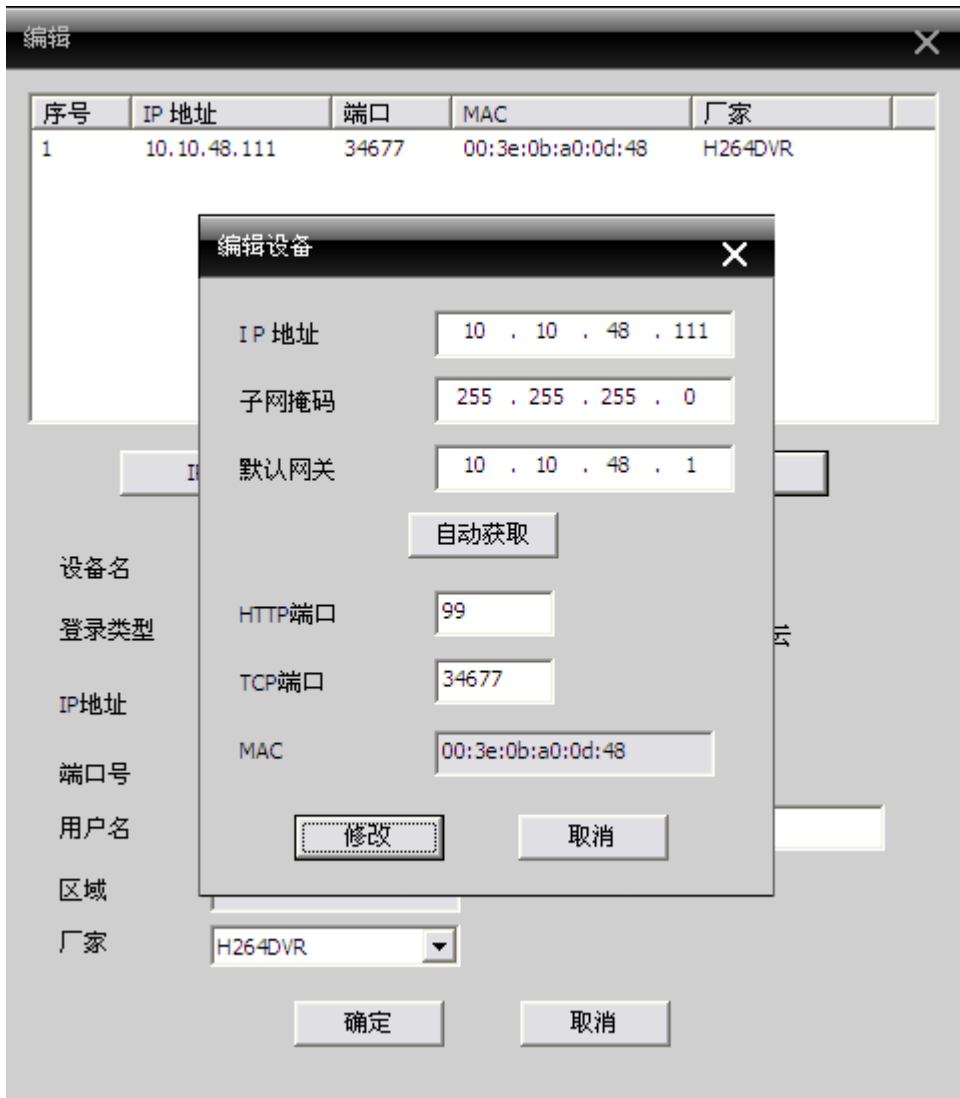 编辑
序号 IP 地址 端口 MAC 厂家
1 10.10.48.111 34677 00:3e:0b:a0:0d:48 H264DVR
编辑设备
IP 地址 10 . 10 . 48 . 111
子网掩码 255 . 255 . 255 . 0
默认网关 10 . 10 . 48 . 1
自动获取
HTTP端口 99
TCP端口 34677
MAC 00:3e:0b:a0:0d:48
修改 取消
设备名
登录类型
IP地址
端口号
用户名
区域
厂家 H264DVR
确定 取消